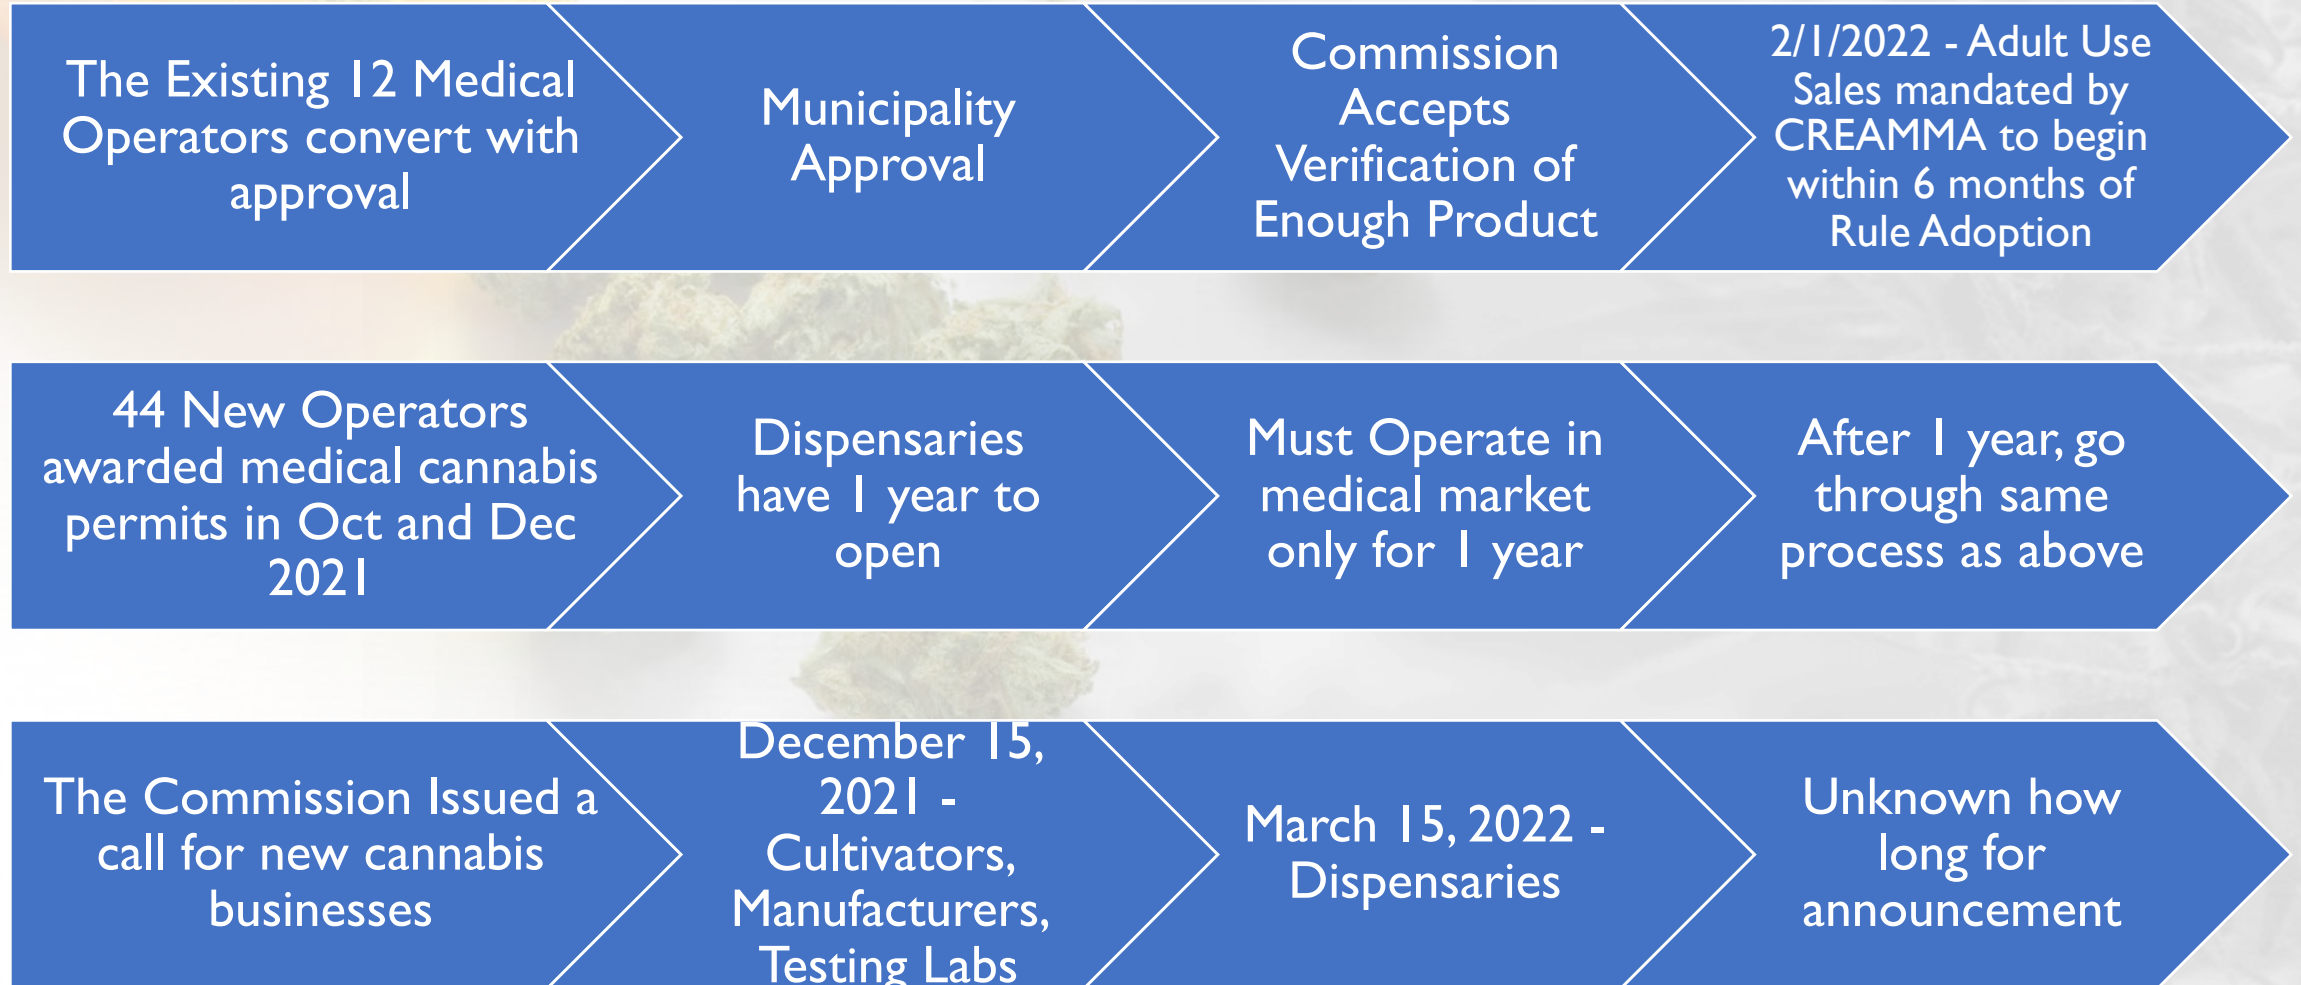 The Existing 12 Medical
Operators convert with
approval
Municipality
Approval
Commission
Accepts
Verification of
Enough Product
2/1/2022 - Adult Use
Sales mandated by
CREAMMA to begin
within 6 months of
Rule Adoption
44 New Operators
awarded medical cannabis
permits in Oct and Dec
2021
Dispensaries
have 1 year to
open
Must Operate in
medical market
only for 1 year
After 1 year, go
through same
process as above
The Commission Issued a
call for new cannabis
businesses
December 15,
2021 -
Cultivators,
Manufacturers,
Testing Labs
March 15, 2022 -
Dispensaries
Unknown how
long for
announcement